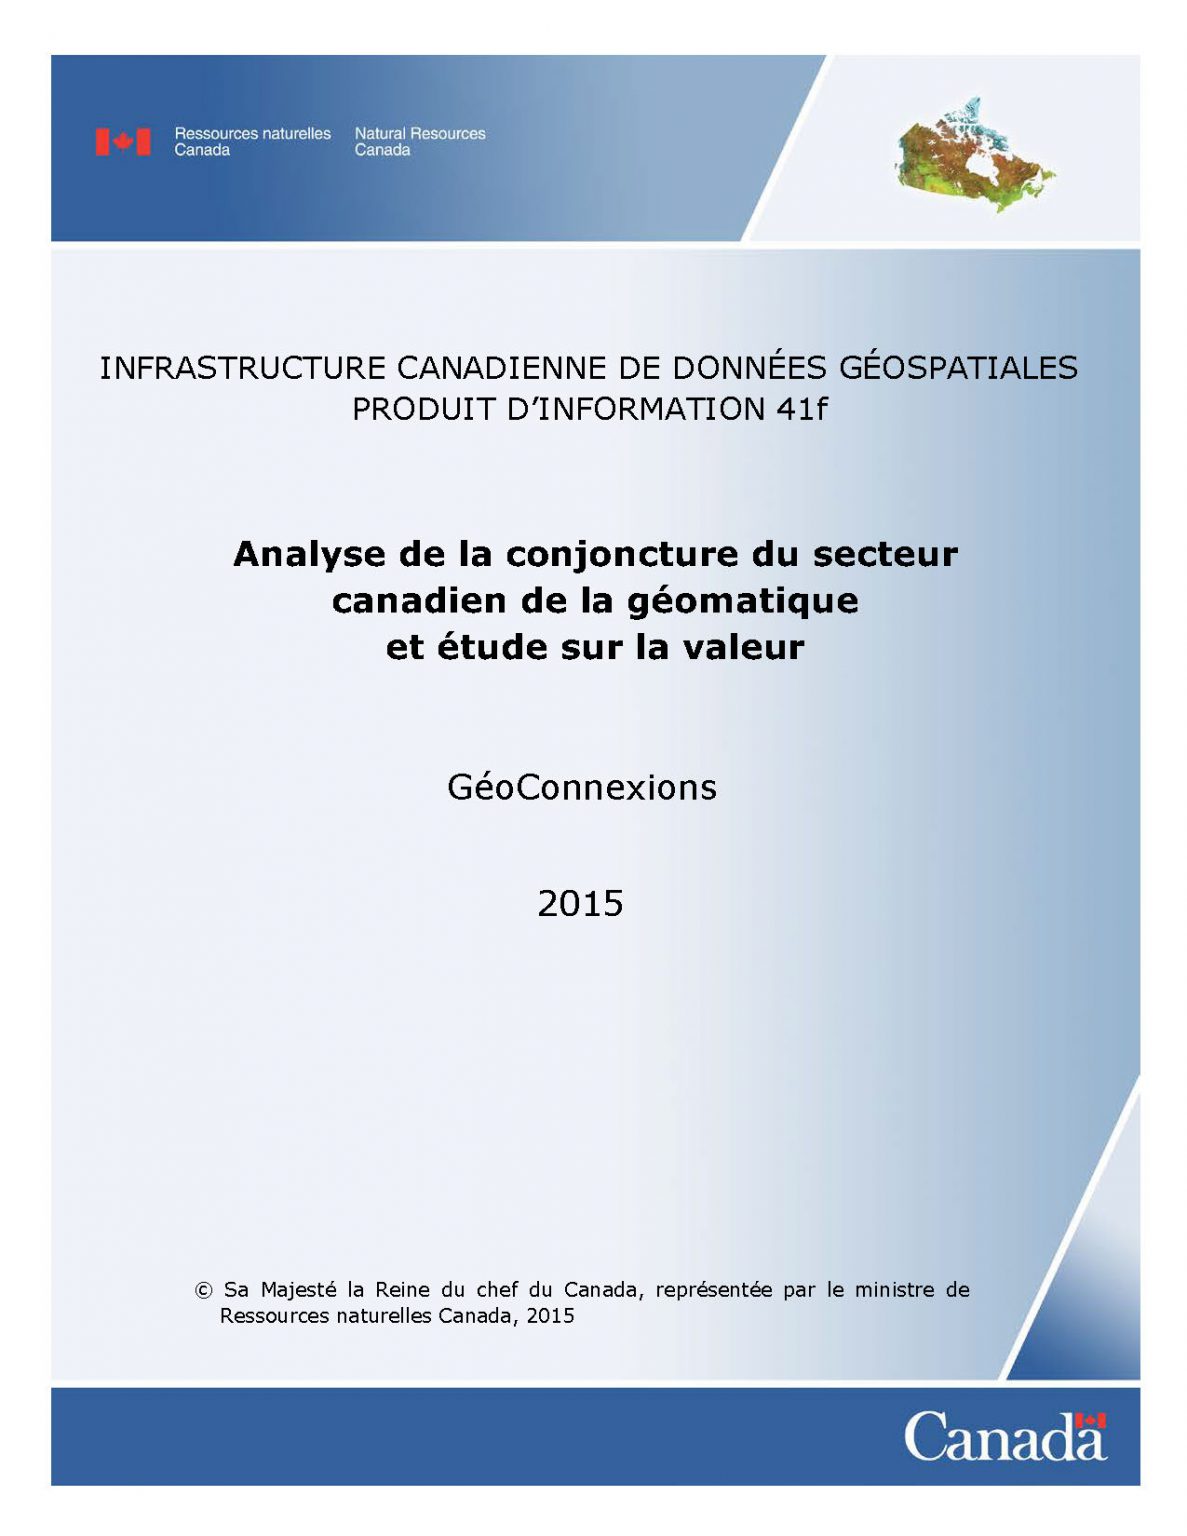 Ressources naturelles Canada
Natural Resources Canada
INFRASTRUCTURE CANADIENNE DE DONNÉES GÉOSPATIALES
PRODUIT D’INFORMATION 41f
Analyse de la conjoncture du secteur
canadien de la géomatique
et étude sur la valeur
GéoConnexions
2015
© Sa Majesté la Reine du chef du Canada, représentée par le ministre de
Ressources naturelles Canada, 2015
Canada